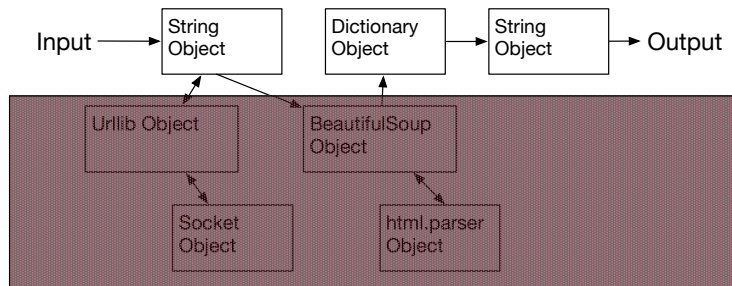 Input
String
Object
Dictionary
Object
String
Object
Output
Urllib Object
BeautifulSoup
Object
Socket
Object
html.parser
Object